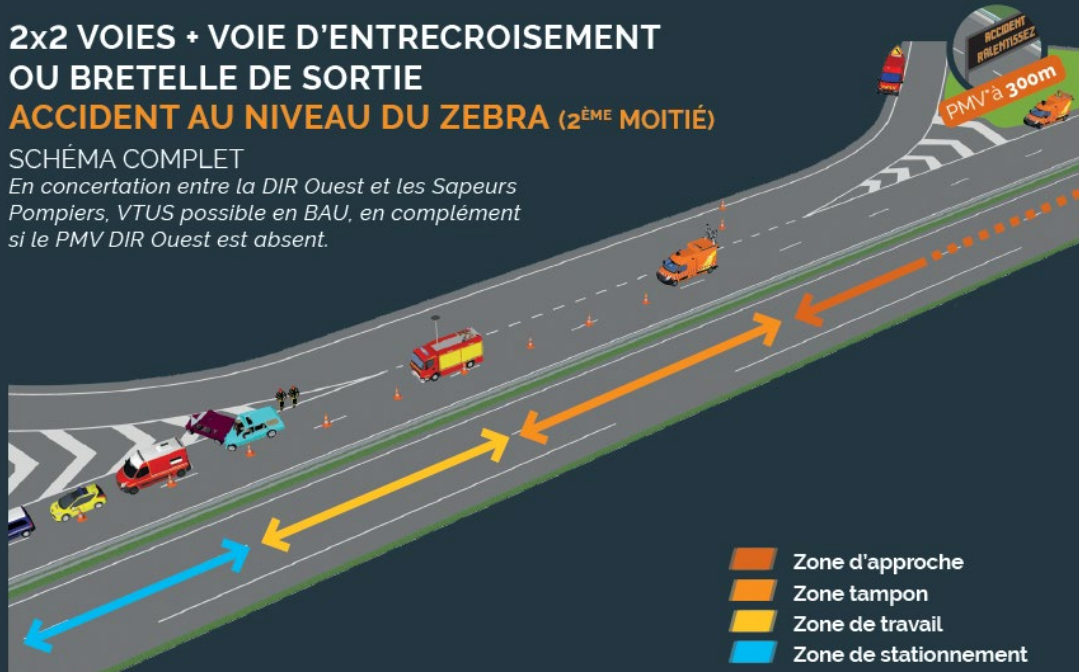 2x2 VOIES + VOIE D'ENTRECROISEMENT
OU BRETELLE DE SORTIE
ACCIDENT AU NIVEAU DU ZEBRA (2ÈME MOITIÉ)
SCHÉMA COMPLET
En concertation entre la DIR Ouest et les Sapeurs
Pompiers, VTUS possible en BAU, en complément
si le PMV DIR Ouest est absent.
ACCIDENT
RALENTISSEZ
PMV* à 300m
Zone d'approche
Zone tampon
Zone de travail
Zone de stationnement